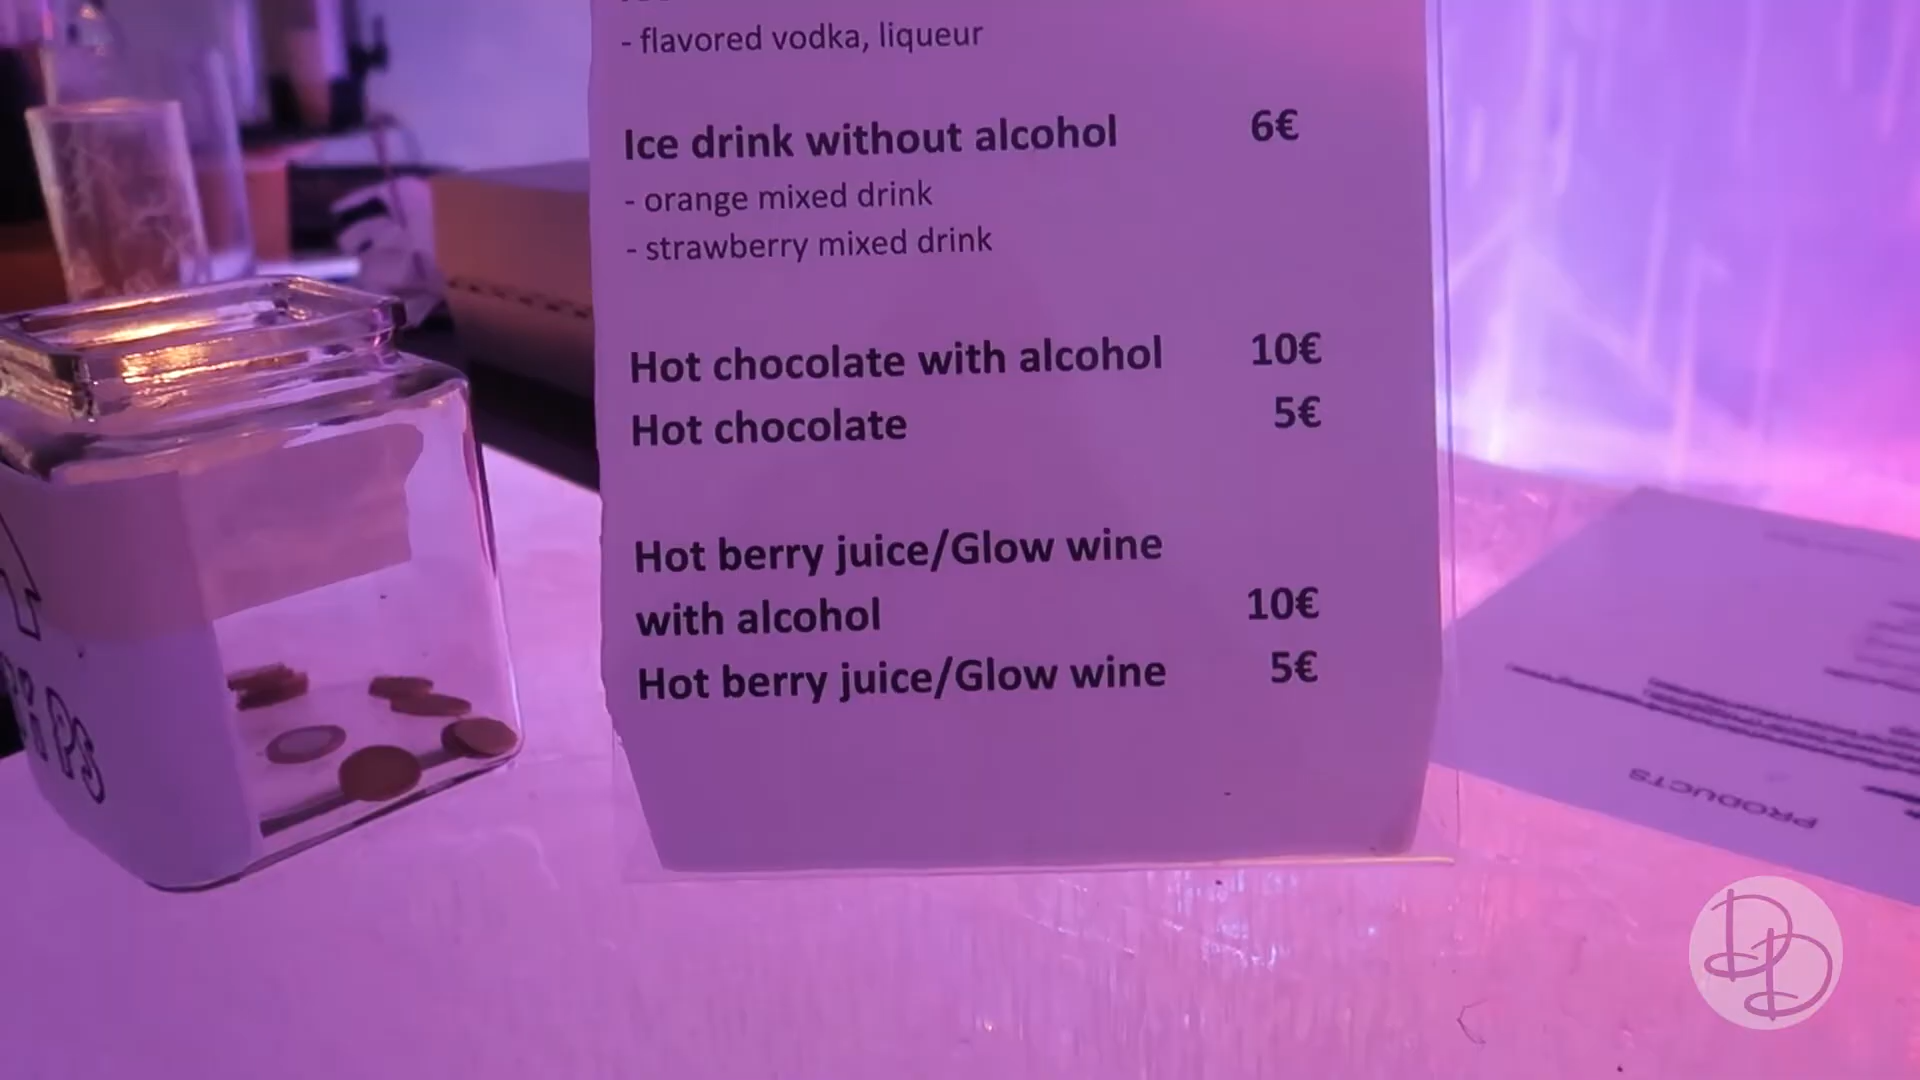 - flavored vodka, liqueur
Ice drink without alcohol 6€
- orange mixed drink
- strawberry mixed drink
Hot chocolate with alcohol 10€
Hot chocolate 5€
Hot berry juice/Glow wine
with alcohol 10€
Hot berry juice/Glow wine 5€
PRODUCTS